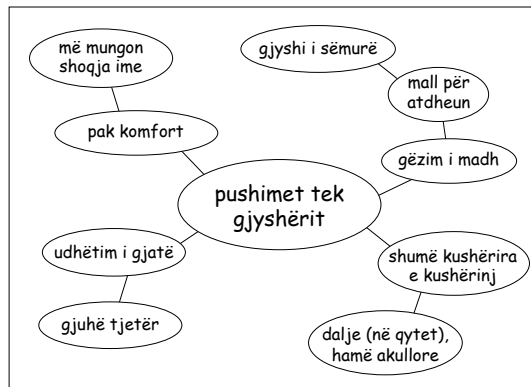 më mungon
shoqja ime
pak komfort
gjyshi i sëmurë
mall për
atdheun
gëzim i madh
pushimet tek
gjyshërit
udhëtim i gjatë
gjuhë tjetër
shumë kushërira
e kushërinj
dalje (në qytet),
hamë akullore